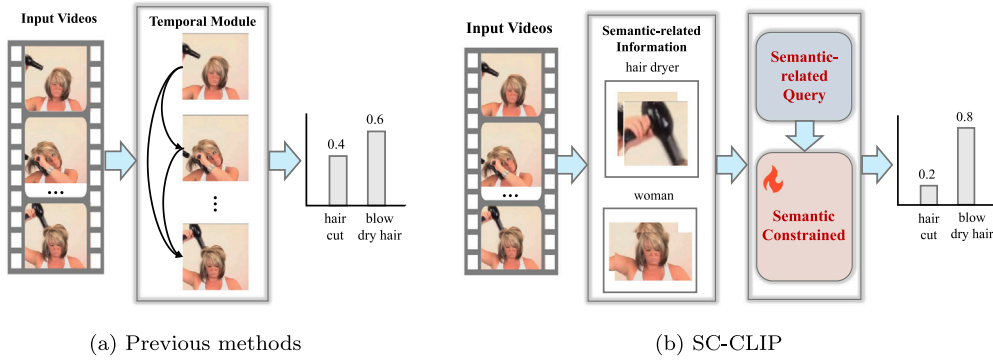 Input Videos
...
Temporal Module
...
0.4
0.6
hair
cut
blow
dry hair
(a) Previous methods
Input Videos
...
Semantic-related
Information
hair dryer
woman
Semantic-
related
Query
Semantic
Constrained
0.2
0.8
hair
cut
blow
dry hair
(b) SC-CLIP